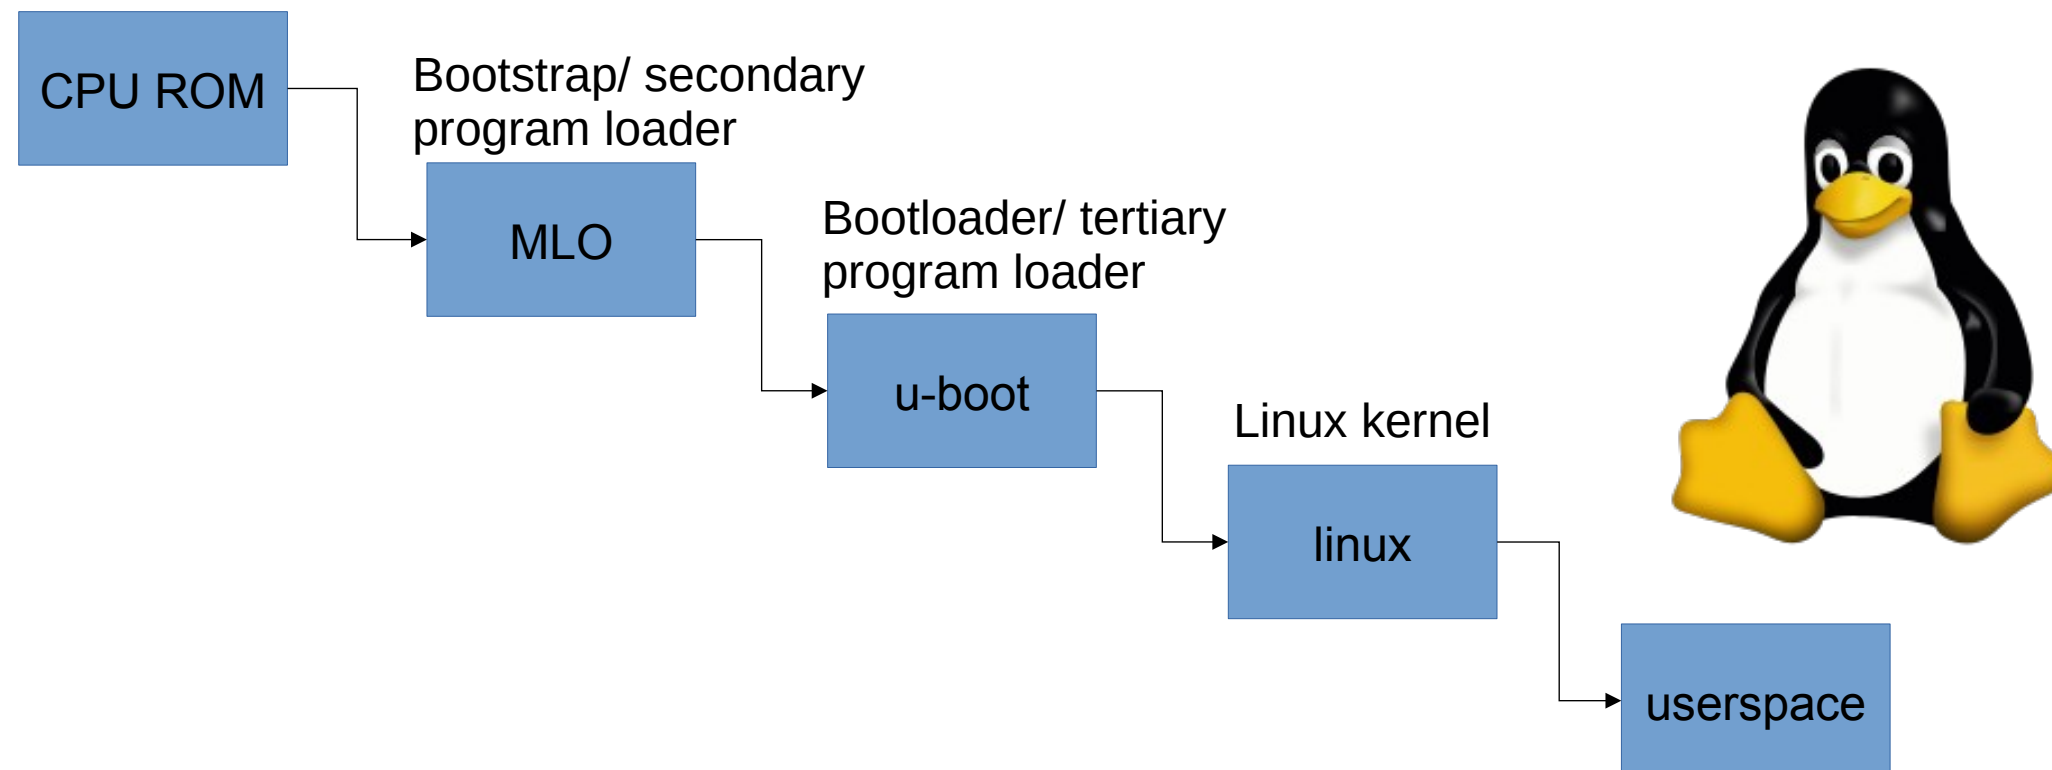 CPU ROM
Bootstrap/ secondary
program loader
MLO
Bootloader/ tertiary
program loader
u-boot
Linux kernel
linux
userspace